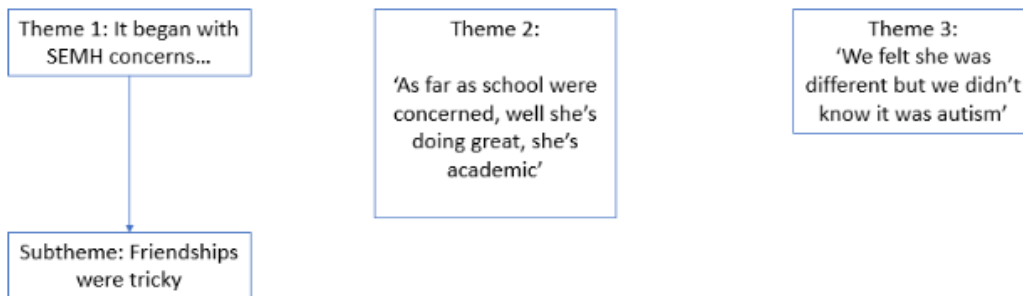 Theme 1: It began with
SEMH concerns...
Theme 2:
‘As far as school were
concerned, well she’s
doing great, she’s
academic’
Theme 3:
‘We felt she was
different but we didn’t
know it was autism’
Subtheme: Friendships
were tricky